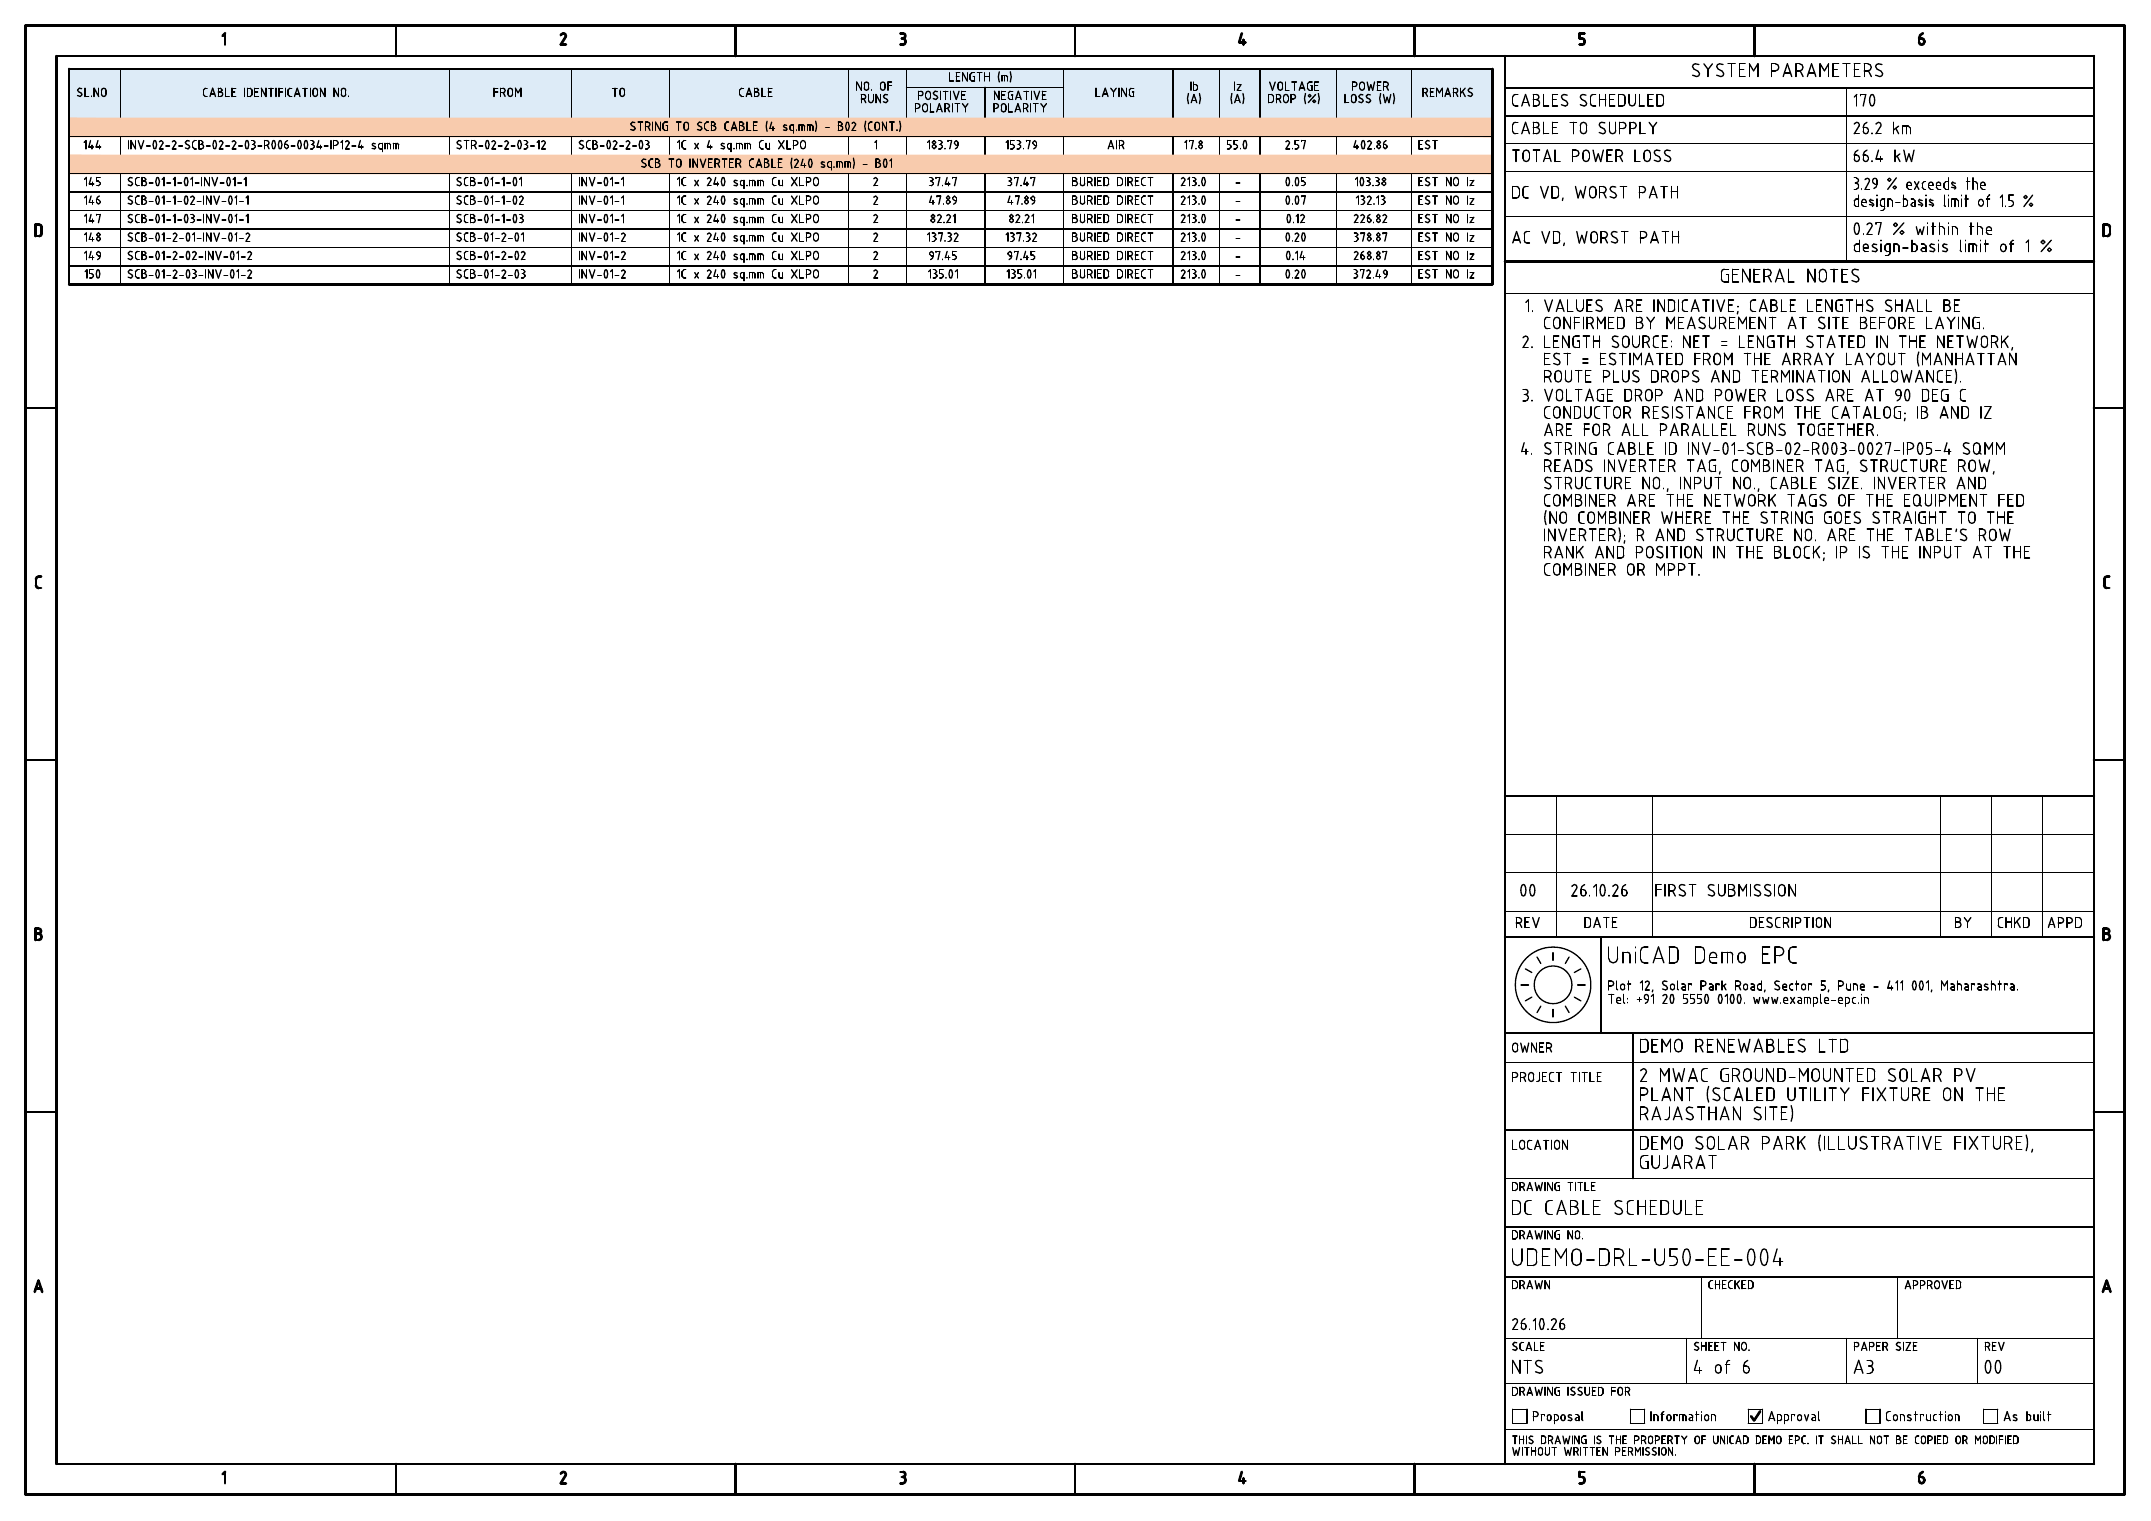 1 2 3 4 5 6
SL.NO CABLE IDENTIFICATION NO. FROM TO CABLE NO. OF RUNS LENGTH (m) POSITIVE POLARITY NEGATIVE POLARITY LAYING Ib (A) Iz (A) VOLTAGE DROP (%) POWER LOSS (W) REMARKS
STRING TO SCB CABLE (4 sq.mm) - B02 (CONT.)
144 INV-02-2-SCB-02-2-03-R006-0034-IP12-4 sqmm STR-02-2-03-12 SCB-02-2-03 1C x 4 sq.mm Cu XLPO 1 183.79 153.79 AIR 17.8 55.0 2.57 402.86 EST
SCB TO INVERTER CABLE (240 sq.mm) - B01
145 SCB-01-1-01-INV-01-1 SCB-01-1-01 INV-01-1 1C x 240 sq.mm Cu XLPO 2 37.47 37.47 BURIED DIRECT 213.0 - 0.05 103.38 EST NO Iz
146 SCB-01-1-02-INV-01-1 SCB-01-1-02 INV-01-1 1C x 240 sq.mm Cu XLPO 2 47.89 47.89 BURIED DIRECT 213.0 - 0.07 132.13 EST NO Iz
147 SCB-01-1-03-INV-01-1 SCB-01-1-03 INV-01-1 1C x 240 sq.mm Cu XLPO 2 82.21 82.21 BURIED DIRECT 213.0 - 0.12 226.82 EST NO Iz
148 SCB-01-2-01-INV-01-2 SCB-01-2-01 INV-01-2 1C x 240 sq.mm Cu XLPO 2 137.32 137.32 BURIED DIRECT 213.0 - 0.20 378.87 EST NO Iz
149 SCB-01-2-02-INV-01-2 SCB-01-2-02 INV-01-2 1C x 240 sq.mm Cu XLPO 2 97.45 97.45 BURIED DIRECT 213.0 - 0.14 268.87 EST NO Iz
150 SCB-01-2-03-INV-01-2 SCB-01-2-03 INV-01-2 1C x 240 sq.mm Cu XLPO 2 135.01 135.01 BURIED DIRECT 213.0 - 0.20 372.49 EST NO Iz
SYSTEM PARAMETERS
CABLES SCHEDULED 170
CABLE TO SUPPLY 26.2 km
TOTAL POWER LOSS 66.4 kW
DC VD, WORST PATH 3.29 % exceeds the
design-basis limit of 1.5 %
AC VD, WORST PATH 0.27 % within the
design-basis limit of 1 %
GENERAL NOTES
1. VALUES ARE INDICATIVE; CABLE LENGTHS SHALL BE
CONFIRMED BY MEASUREMENT AT SITE BEFORE LAYING.
2. LENGTH SOURCE: NET = LENGTH STATED IN THE NETWORK,
EST = ESTIMATED FROM THE ARRAY LAYOUT (MANHATTAN
ROUTE PLUS DROPS AND TERMINATION ALLOWANCE).
3. VOLTAGE DROP AND POWER LOSS ARE AT 90 DEG C
CONDUCTOR RESISTANCE FROM THE CATALOG; IB AND IZ
ARE FOR ALL PARALLEL RUNS TOGETHER.
4. STRING CABLE ID INV-01-SCB-02-R003-0027-IP05-4 SQMM
READS INVERTER TAG, COMBINER TAG, STRUCTURE ROW,
STRUCTURE NO., INPUT NO., CABLE SIZE. INVERTER AND
COMBINER ARE THE NETWORK TAGS OF THE EQUIPMENT FED
(NO COMBINER WHERE THE STRING GOES STRAIGHT TO THE
INVERTER); R AND STRUCTURE NO. ARE THE TABLE'S ROW
RANK AND POSITION IN THE BLOCK; IP IS THE INPUT AT THE
COMBINER OR MPPT.
D D
C C
B B
A A
00 26.10.26 FIRST SUBMISSION
REV DATE DESCRIPTION BY CHKD APPD
UniCAD Demo EPC
Plot 12, Solar Park Road, Sector 5, Pune - 411 001, Maharashtra.
Tel: +91 20 5550 0100. www.example-epc.in
OWNER DEMO RENEWABLES LTD
PROJECT TITLE 2 MWAC GROUND-MOUNTED SOLAR PV
PLANT (SCALED UTILITY FIXTURE ON THE
RAJASTHAN SITE)
LOCATION DEMO SOLAR PARK (ILLUSTRATIVE FIXTURE),
GUJARAT
DRAWING TITLE
DC CABLE SCHEDULE
DRAWING NO.
UDEMO-DRL-U50-EE-004
DRAWN CHECKED APPROVED
26.10.26
SCALE SHEET NO. PAPER SIZE REV
NTS 4 of 6 A3 00
DRAWING ISSUED FOR
Proposal Information Approval Construction As built
THIS DRAWING IS THE PROPERTY OF UNICAD DEMO EPC. IT SHALL NOT BE COPIED OR MODIFIED
WITHOUT WRITTEN PERMISSION.
1 2 3 4 5 6